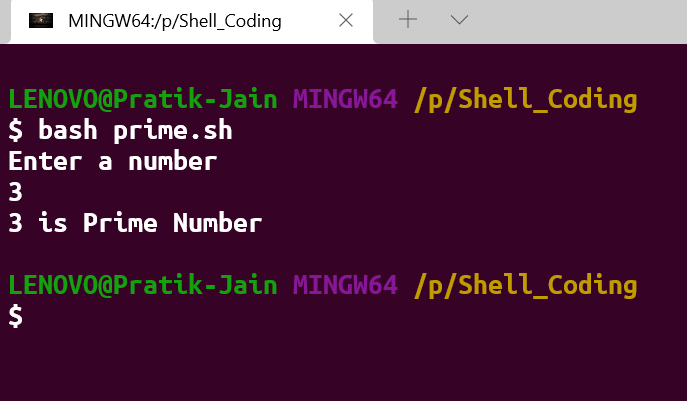 MINGW64:/p/Shell_Coding
LENOVO@Pratik-Jain MINGW64 /p/Shell_Coding
$ bash prime.sh
Enter a number
3
3 is Prime Number
LENOVO@Pratik-Jain MINGW64 /p/Shell_Coding
$